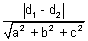 |d₁ - d₂|
√a² + b² + c²